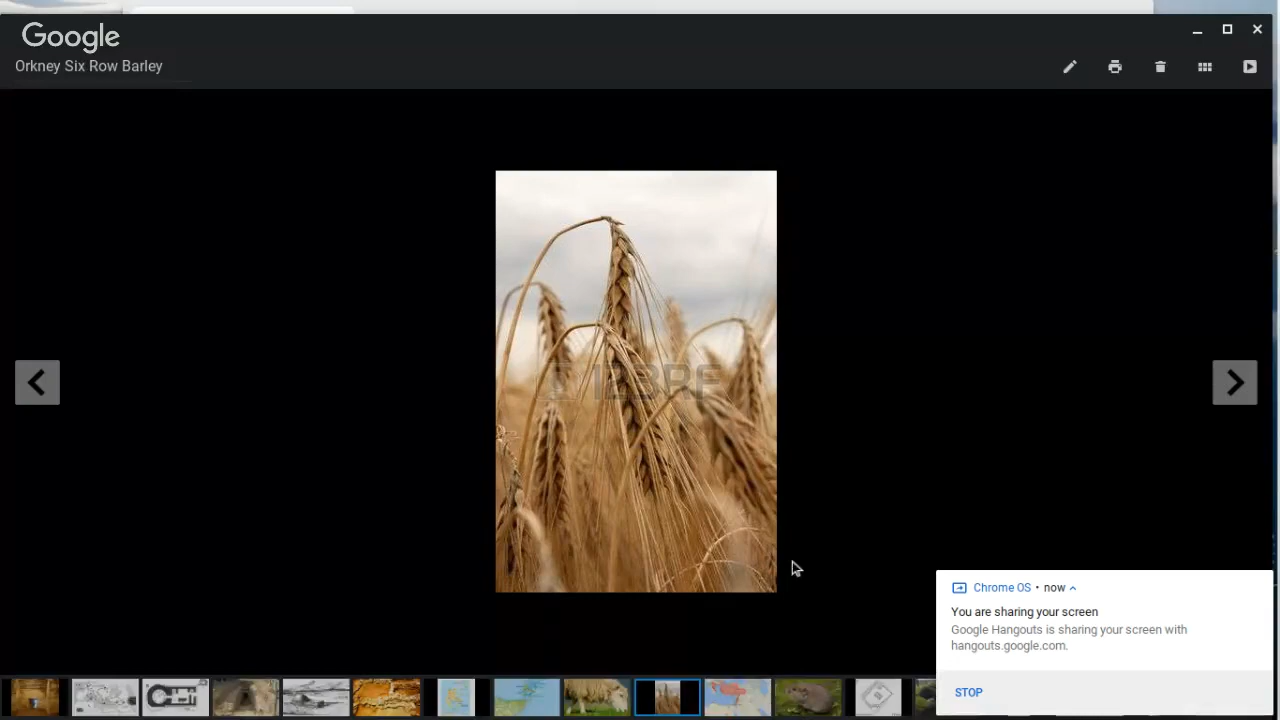 Google
Orkney Six Row Barley
123RF
Chrome OS • now
You are sharing your screen
Google Hangouts is sharing your screen with
hangouts.google.com.
STOP